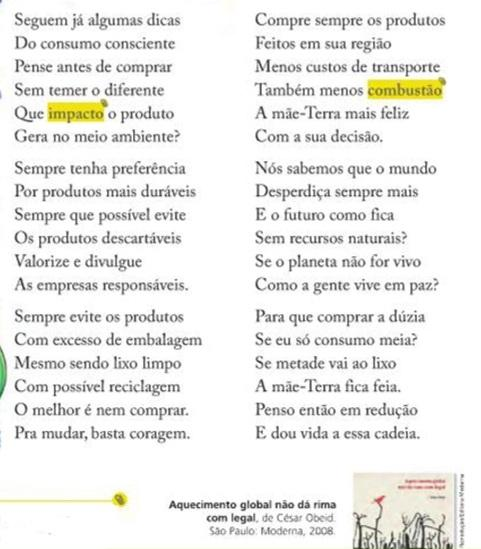 Seguem já algumas dicas
Do consumo consciente
Pense antes de comprar
Sem temer o diferente
Que impacto o produto
Gera no meio ambiente?
Sempre tenha preferência
Por produtos mais duráveis
Sempre que possível evite
Os produtos descartáveis
Valorize e divulgue
As empresas responsáveis.
Sempre evite os produtos
Com excesso de embalagem
Mesmo sendo lixo limpo
Com possível reciclagem
O melhor é nem comprar.
Pra mudar, basta coragem.
Compre sempre os produtos
Feitos em sua região
Menos custos de transporte
Também menos combustão
A mãe-Terra mais feliz
Com a sua decisão.
Nós sabemos que o mundo
Desperdiça sempre mais
E o futuro como fica
Sem recursos naturais?
Se o planeta não for vivo
Como a gente vive em paz?
Para que comprar a dúzia
Se eu só consumo meia?
Se metade vai ao lixo
A mãe-Terra fica feia.
Penso então em redução
E dou vida a essa cadeia.
Aquecimento global não dá rima
com legal, de César Obeid.
São Paulo: Moderna, 2008.